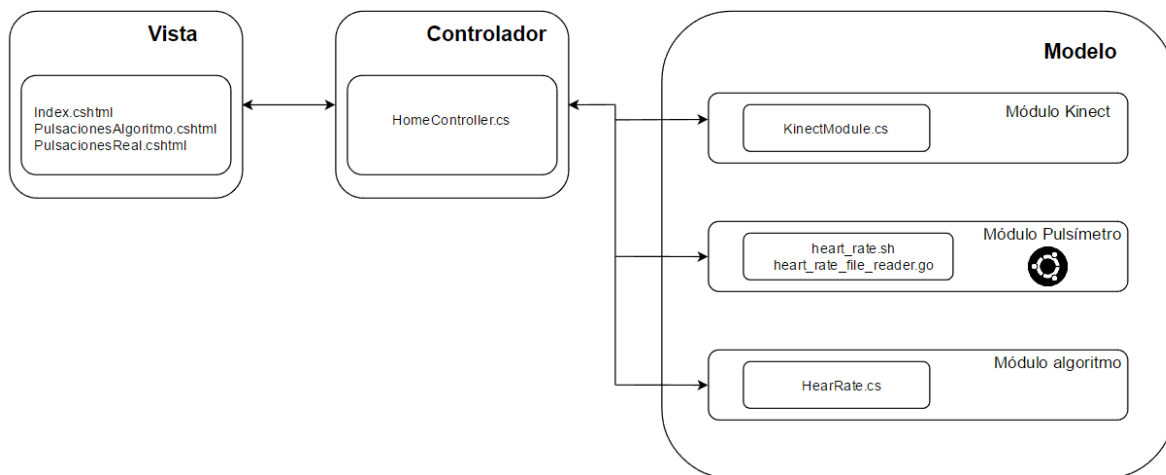 Vista
Index.cshtml
PulsacionesAlgoritmo.cshtml
PulsacionesReal.cshtml
Controlador
HomeController.cs
Modelo
Módulo Kinect
KinectModule.cs
Módulo Pulsímetro
heart_rate.sh
heart_rate_file_reader.go
Módulo algoritmo
HearRate.cs